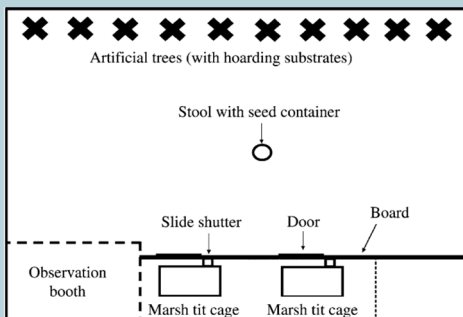 Artificial trees (with hoarding substrates)
Stool with seed container
Slide shutter
Door
Board
Observation
booth
Marsh tit cage
Marsh tit cage